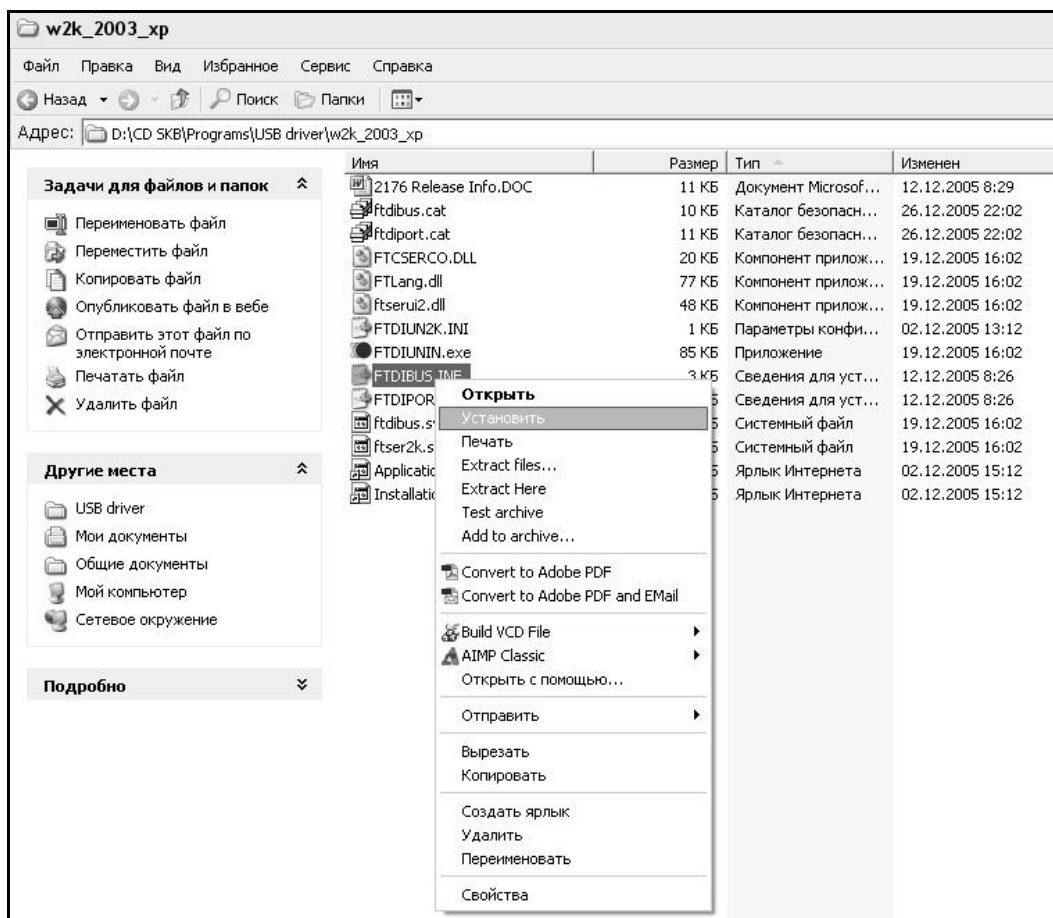 w2k_2003_xp
Файл Правка Вид Избранное Сервис Справка
Назад Поиск Папки
Адрес: D:\CD SKB\Programs\USB driver\w2k_2003_xp
Задачи для файлов и папок
Переименовать файл
Переместить файл
Копировать файл
Опубликовать файл в вебе
Отправить этот файл по
электронной почте
Печатать файл
Удалить файл
Другие места
USB driver
Мои документы
Общие документы
Мой компьютер
Сетевое окружение
Подробно
Имя Размер Тип Изменен
2176 Release Info.DOC 11 КБ Документ Microsof... 12.12.2005 8:29
ftdibus.cat 10 КБ Каталог безопасн... 26.12.2005 22:02
ftdiport.cat 11 КБ Каталог безопасн... 26.12.2005 22:02
FTCSERCO.DLL 20 КБ Компонент прилож... 19.12.2005 16:02
FTLang.dll 77 КБ Компонент прилож... 19.12.2005 16:02
ftserui2.dll 48 КБ Компонент прилож... 19.12.2005 16:02
FTDIUN2K.INI 1 КБ Параметры конфи... 02.12.2005 13:12
FTDIUNIN.exe 85 КБ Приложение 19.12.2005 16:02
FTDIBUS.INF 3 КБ Сведения для уст... 12.12.2005 8:26
FTDIPOR Б Сведения для уст... 12.12.2005 8:26
ftdibus.s Б Системный файл 19.12.2005 16:02
ftser2k.s Б Системный файл 19.12.2005 16:02
Applicatio Б Ярлык Интернета 02.12.2005 15:12
Installatio Б Ярлык Интернета 02.12.2005 15:12
Открыть
Установить
Печать
Extract files...
Extract Here
Test archive
Add to archive...
Convert to Adobe PDF
Convert to Adobe PDF and EMail
Build VCD File
AIMP Classic
Открыть с помощью...
Отправить
Вырезать
Копировать
Создать ярлык
Удалить
Переименовать
Свойства